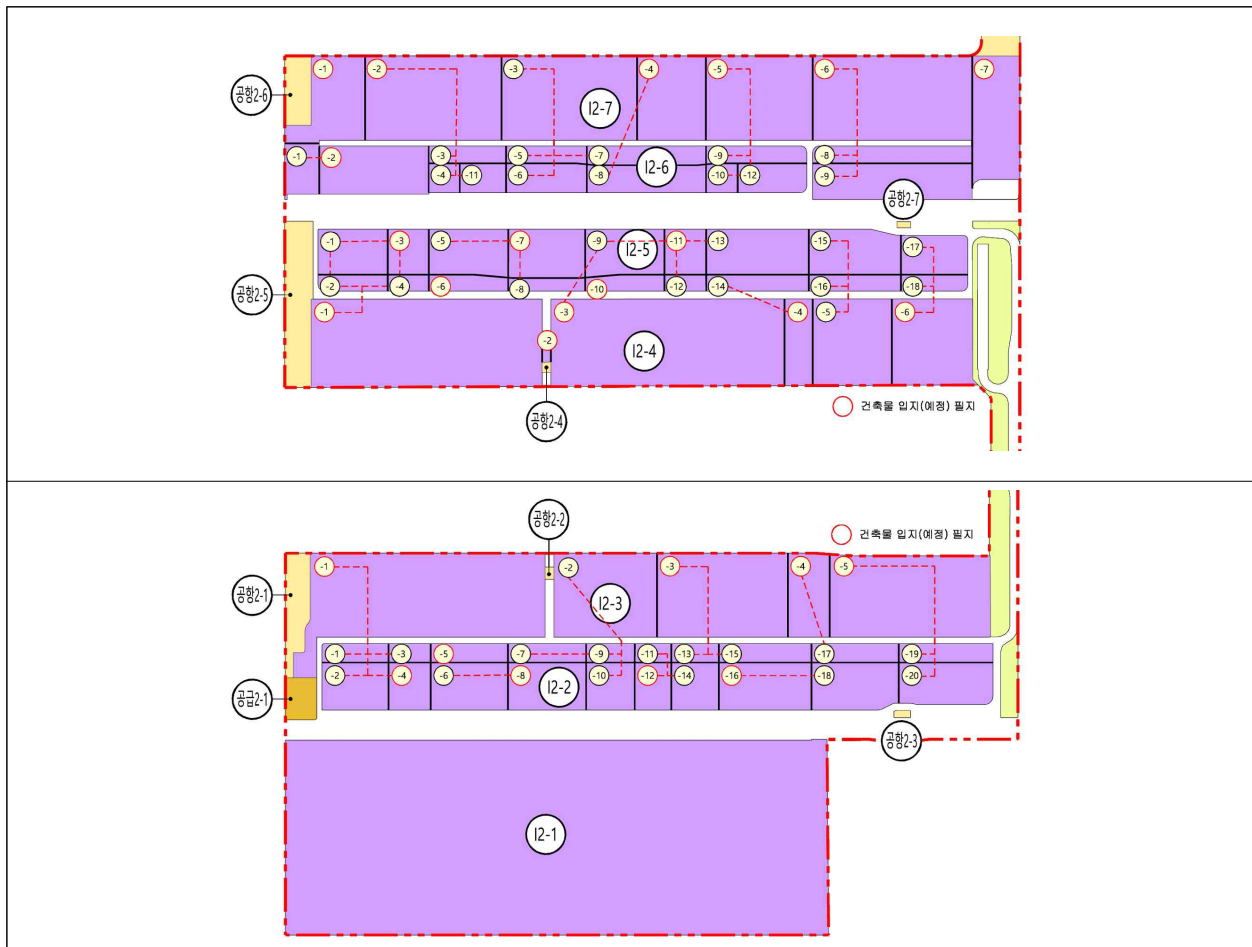 -1 -2 -3 -4 -5 -6 -7
공항2-6
I2-7
-1 -2 -3 -5 -7 -9 -8
-4 -11 -6 -8 I2-6 -10 -12 -9
공항2-7
-1 -3 -5 -7 -9 -11 -13 -15 -17
I2-5
공항2-5
-2 -4 -6 -8 -10 -12 -14 -16 -18
-1 -3 -4 -5 -6
-2
I2-4
건축물 입지(예정) 필지
공항2-4
공항2-2
건축물 입지(예정) 필지
-1 -2 -3 -4 -5
공항2-1
I2-3
-1 -3 -5 -7 -9 -11 -13 -15 -17 -19
-2 -4 -6 -8 -10 -12 -14 -16 -18 -20
I2-2
공급2-1
공항2-3
I2-1